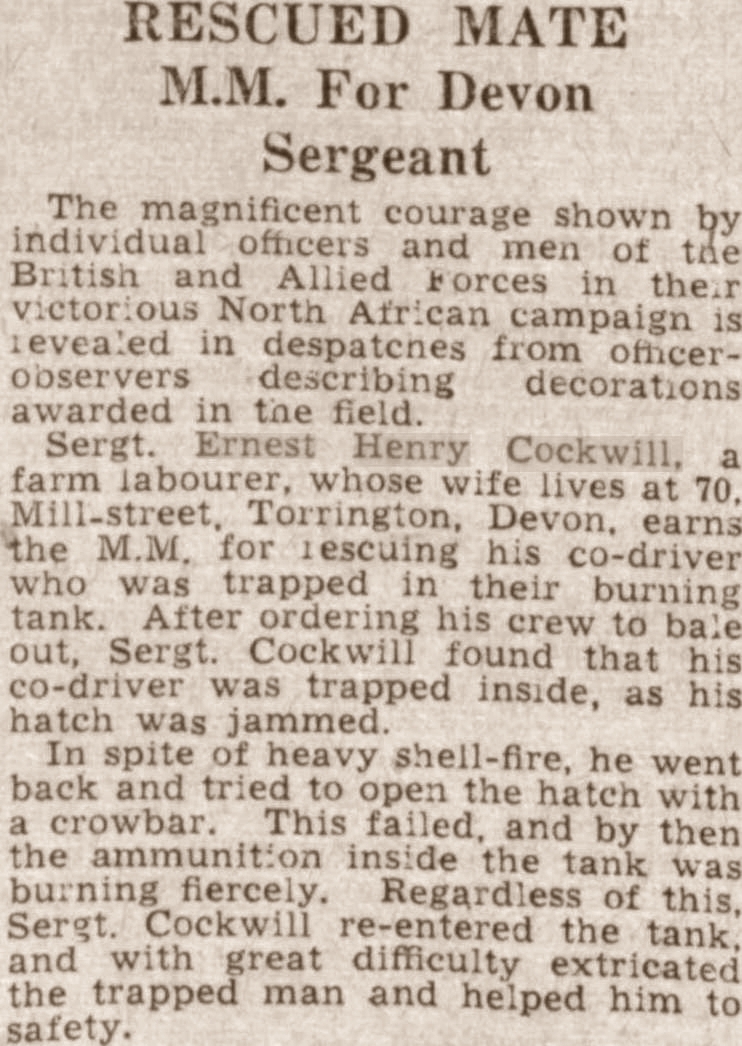 RESCUED MATE
M.M. For Devon
Sergeant
The magnificent courage shown by
individual officers and men of the
British and Allied Forces in their
victorious North African campaign is
revealed in despatches from officer-
observers describing decorations
awarded in the field.
Sergt. Ernest Henry Cockwill, a
farm labourer, whose wife lives at 70,
Mill-street, Torrington, Devon, earns
the M.M. for rescuing his co-driver
who was trapped in their burning
tank. After ordering his crew to bale
out, Sergt. Cockwill found that his
co-driver was trapped inside, as his
hatch was jammed.
In spite of heavy shell-fire, he went
back and tried to open the hatch with
a crowbar. This failed, and by then
the ammunition inside the tank was
burning fiercely. Regardless of this,
Sergt. Cockwill re-entered the tank,
and with great difficulty extricated
the trapped man and helped him to
safety.